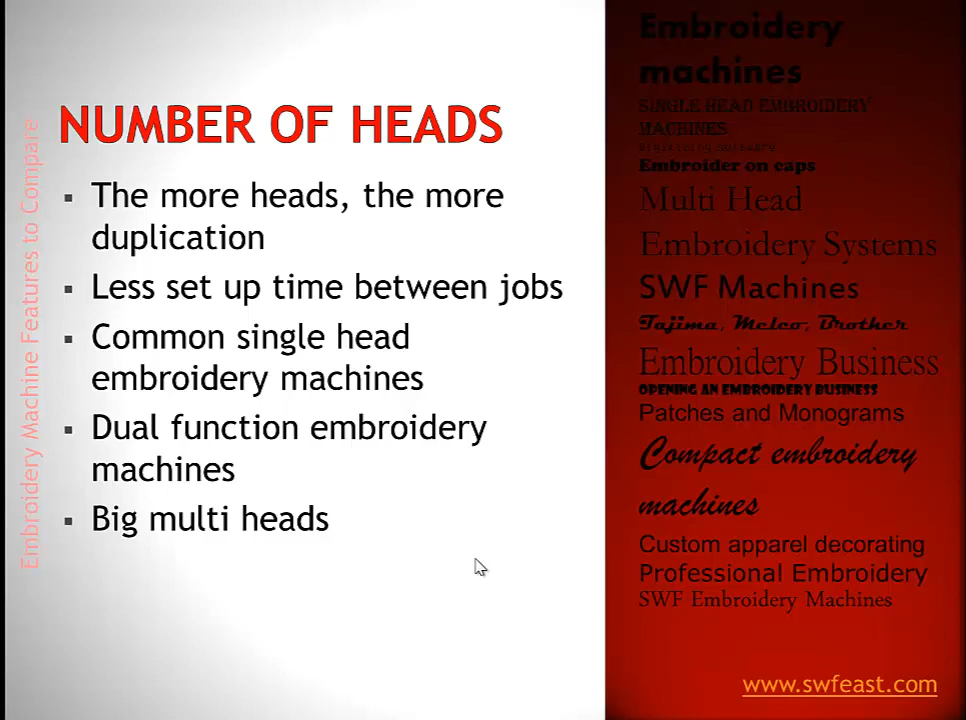 Embroidery Machine Features to Compare
NUMBER OF HEADS
▪ The more heads, the more
duplication
▪ Less set up time between jobs
▪ Common single head
embroidery machines
▪ Dual function embroidery
machines
▪ Big multi heads
Embroidery
machines
SINGLE HEAD EMBROIDERY
MACHINES
Digitizing Software
Embroider on caps
Multi Head
Embroidery Systems
SWF Machines
Tajima, Melco, Brother
Embroidery Business
OPENING AN EMBROIDERY BUSINESS
Patches and Monograms
Compact embroidery
machines
Custom apparel decorating
Professional Embroidery
SWF Embroidery Machines
www.swfeast.com